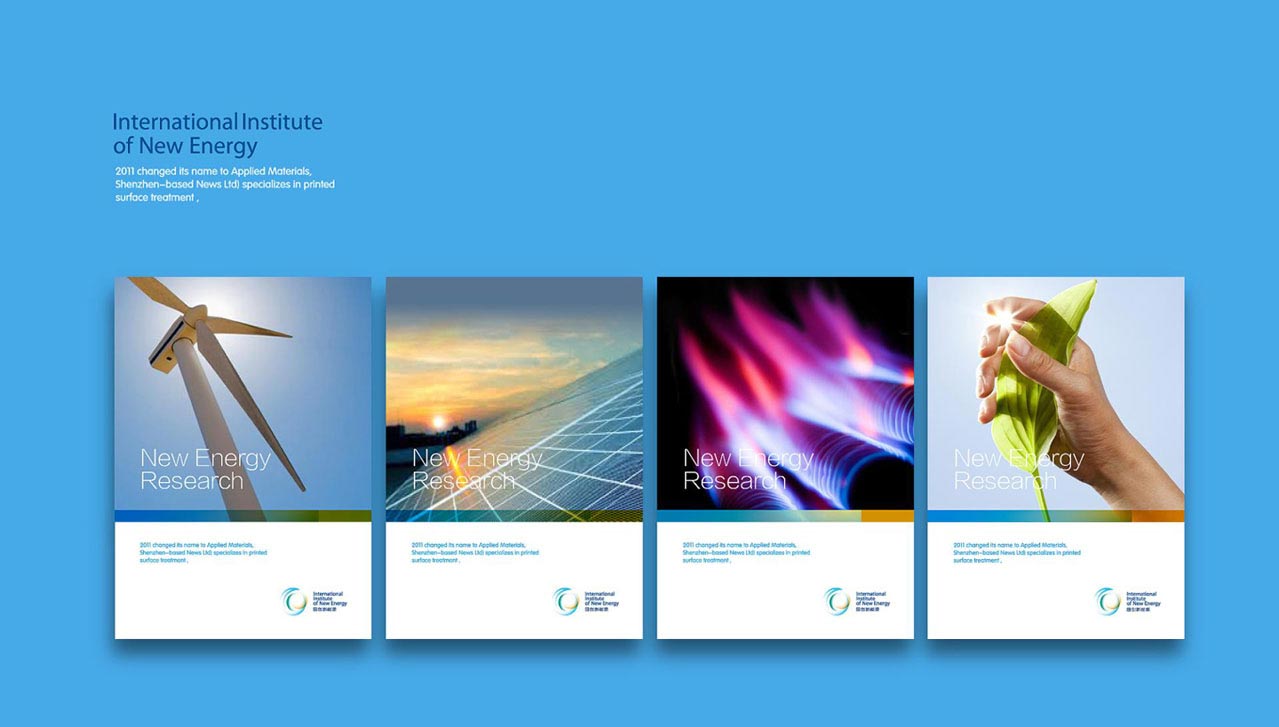 International Institute
of New Energy
2011 changed its name to Applied Materials,
Shenzhen-based News Ltd) specializes in printed
surface treatment ,
New Energy
Research
2011 changed its name to Applied Materials,
Shenzhen-based News Ltd) specializes in printed
surface treatment ,
International
Institute
of New Energy
New Energy
Research
2011 changed its name to Applied Materials,
Shenzhen-based News Ltd) specializes in printed
surface treatment ,
International
Institute
of New Energy
New Energy
Research
2011 changed its name to Applied Materials,
Shenzhen-based News Ltd) specializes in printed
surface treatment ,
International
Institute
of New Energy
New Energy
Research
2011 changed its name to Applied Materials,
Shenzhen-based News Ltd) specializes in printed
surface treatment ,
International
Institute
of New Energy